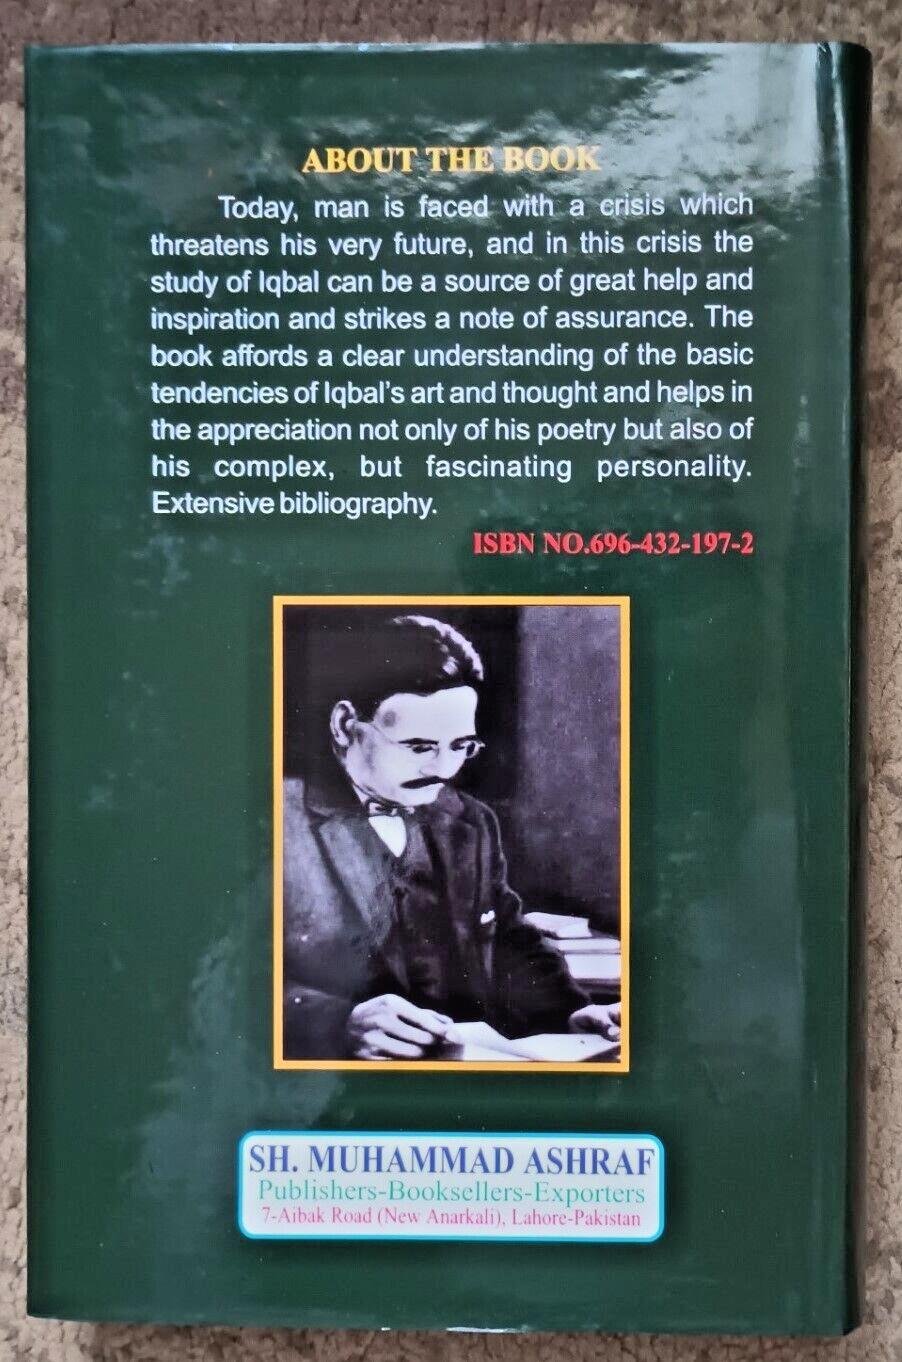 ABOUT THE BOOK
Today, man is faced with a crisis which
threatens his very future, and in this crisis the
study of Iqbal can be a source of great help and
inspiration and strikes a note of assurance. The
book affords a clear understanding of the basic
tendencies of Iqbal's art and thought and helps in
the appreciation not only of his poetry but also of
his complex, but fascinating personality.
Extensive bibliography.
ISBN NO.696-432-197-2
SH. MUHAMMAD ASHRAF
Publishers-Booksellers-Exporters
7-Aibak Road (New Anarkali), Lahore-Pakistan